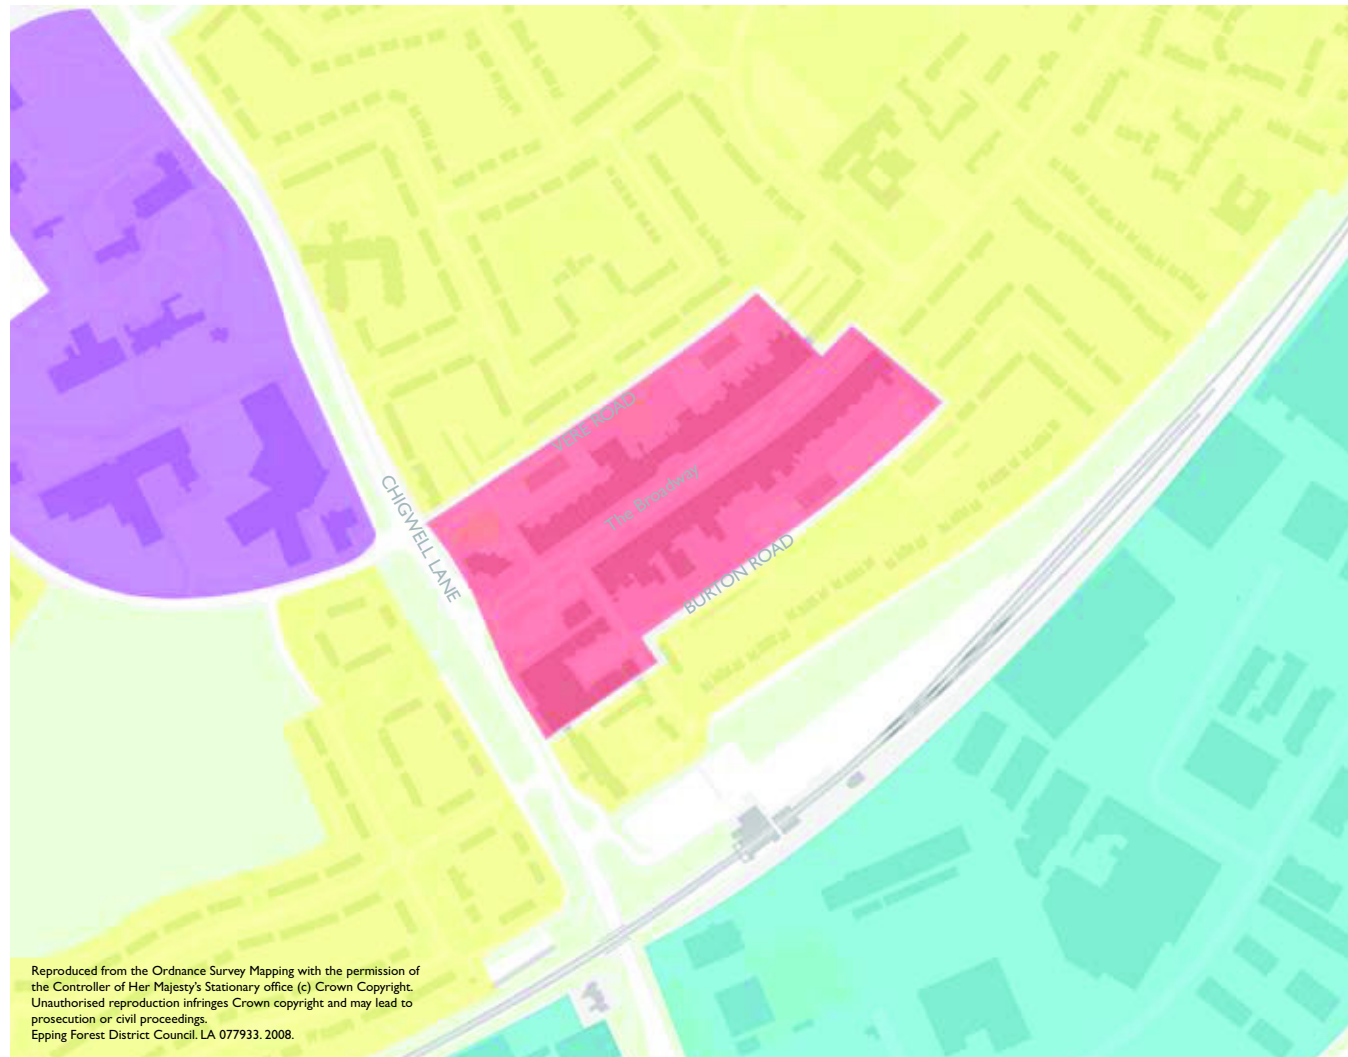 VERE ROAD
The Broadway
CHIGWELL LANE
BURTON ROAD
Reproduced from the Ordnance Survey Mapping with the permission of
the Controller of Her Majesty's Stationary office (c) Crown Copyright.
Unauthorised reproduction infringes Crown copyright and may lead to
prosecution or civil proceedings.
Epping Forest District Council. LA 077933. 2008.